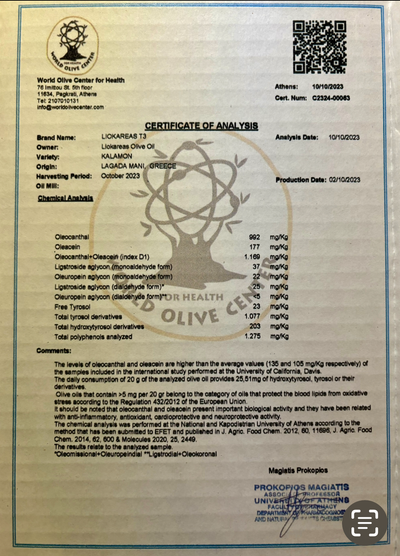 WORLD OLIVE CENTER
FOR HEALTH
World Olive Center for Health
76 Imittou St. 5th floor
11634, Pagkrati, Athens
Tel: 2107010131
info@worldolivecenter.com
Athens: 10/10/2023
Cert. Num: C2324-00063
CERTIFICATE OF ANALYSIS
Brand Name: LIOKAREAS T3 Analysis Date: 10/10/2023
Owner: Liokareas Olive Oil
Variety: KALAMON
Origin: LAGADA MANI, GREECE
Harvesting Period: October 2023 Production Date: 02/10/2023
Oil Mill:
Chemical Analysis
Oleocanthal 992 mg/Kg
Oleacein 177 mg/Kg
Oleocanthal+Oleacein (index D1) 1.169 mg/Kg
Ligstroside aglycon (monoaldehyde form) 37 mg/Kg
Oleuropein aglycon (monoaldehyde form) 22 mg/Kg
Ligstroside aglycon (dialdehyde form)* 25 mg/Kg
Oleuropein aglycon (dialdehyde form)** <5 mg/Kg
Free Tyrosol 23 mg/Kg
Total tyrosol derivatives 1.077 mg/Kg
Total hydroxytyrosol derivatives 203 mg/Kg
Total polyphenols analyzed 1.275 mg/Kg
FOR HEALTH
WORLD OLIVE CENTER
Comments:
The levels of oleocanthal and oleacein are higher than the average values (135 and 105 mg/Kg respectively) of
the samples included in the international study performed at the University of California, Davis.
The daily consumption of 20 g of the analyzed olive oil provides 25,51mg of hydroxytyrosol, tyrosol or their
derivatives.
Olive oils that contain >5 mg per 20 gr belong to the category of oils that protect the blood lipids from oxidative
stress according to the Regulation 432/2012 of the European Union.
It should be noted that oleocanthal and oleacein present important biological activity and they have been related
with anti-inflammatory, antioxidant, cardioprotective and neuroprotective activity.
The chemical analysis was performed at the National and Kapodistrian University of Athens according to the
method that has been submitted to EFET and published in J. Agric. Food Chem. 2012, 60, 11696, J. Agric. Food
Chem, 2014, 62, 600 & Molecules 2020, 25, 2449.
The results relate to the analyzed sample.
*Oleomissional+Oleuropeindial **Ligstrodial+Oleokoronal
Magiatis Prokopios
PROKOPIOS MAGIATIS
ASSOCIATE PROFESSOR
UNIVERSITY OF ATHENS
FACULTY OF PHARMACY